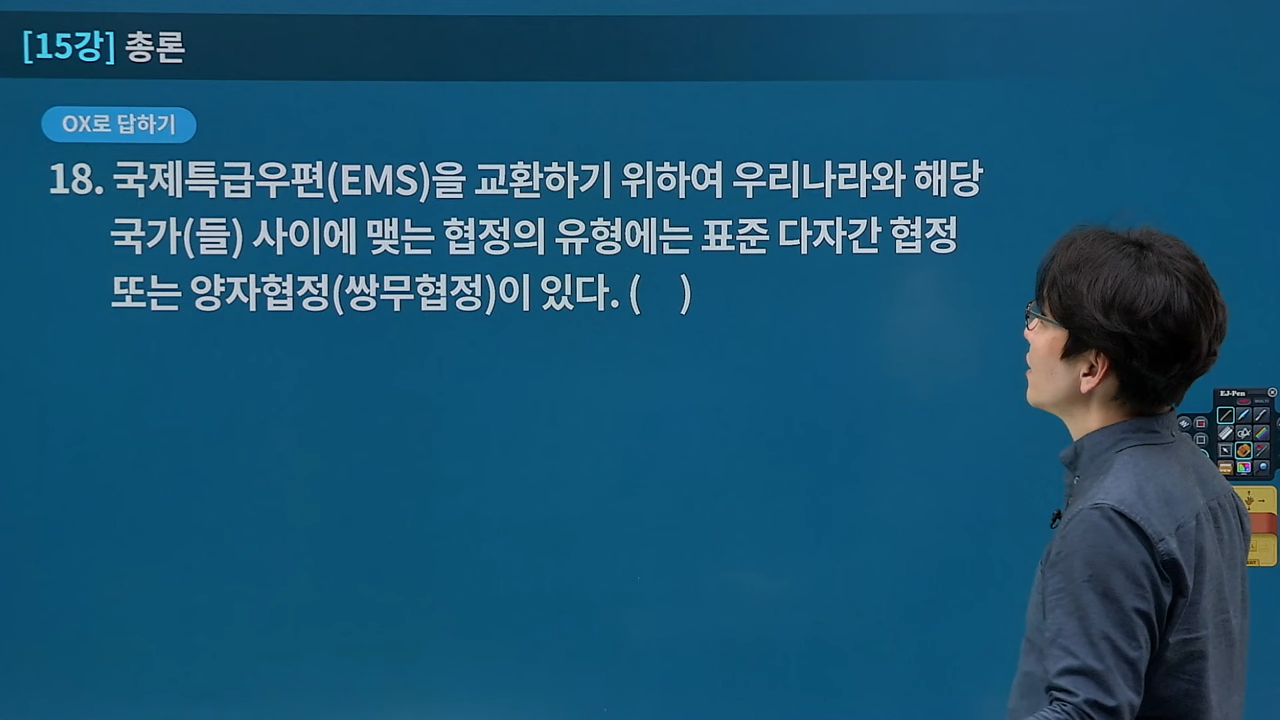 [15강] 총론
OX로 답하기
18. 국제특급우편(EMS)을 교환하기 위하여 우리나라와 해당
국가(들) 사이에 맺는 협정의 유형에는 표준 다자간 협정
또는 양자협정(쌍무협정)이 있다. (    )
EJ-Pen